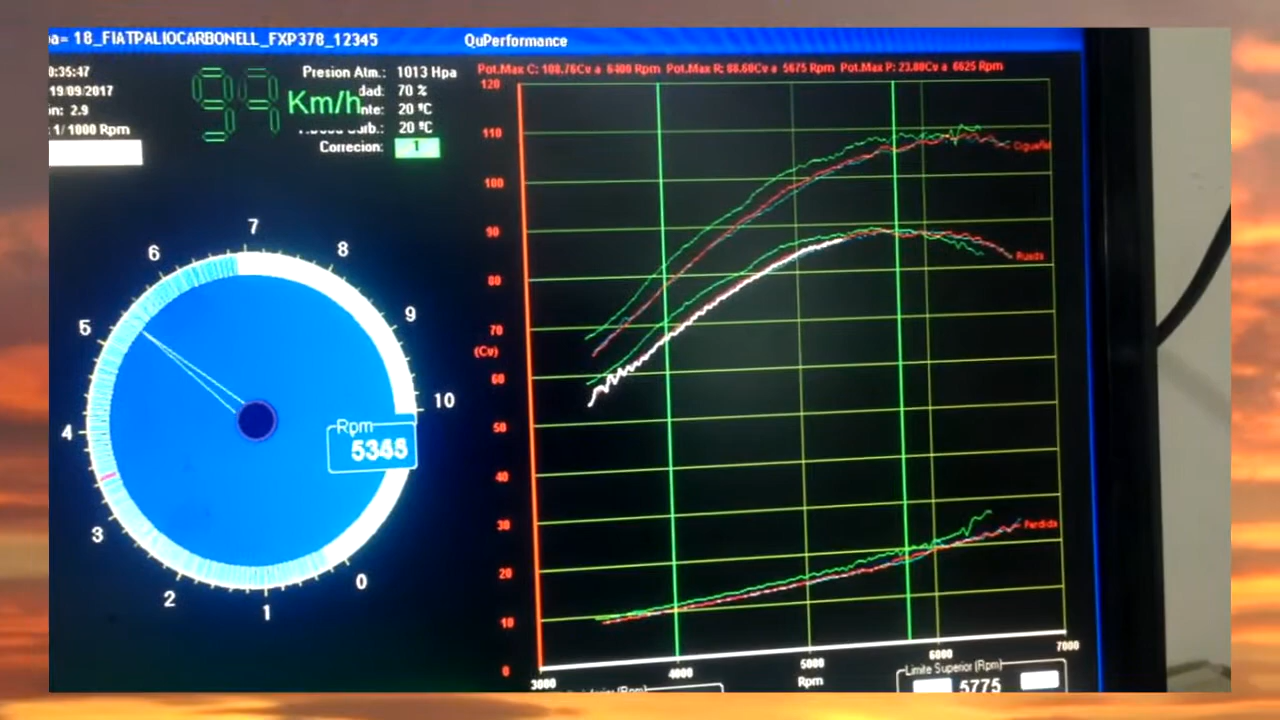 a= 18_FIATPALIOCARBONELL_FXP378_12345
QuPerformance
0:35:47
19/09/2017
on: 2.9
: 1/1000 Rpm
94 Km/h
Presion Atm.: 1013 Hpa
dad: 70 %
nte: 20 ºC
urb.: 20 ºC
Correcion: 1
Pot.Max C: 108.76Cv a 6400 Rpm Pot.Max R: 88.60Cv a 5675 Rpm Pot.Max P: 23.80Cv a 6625 Rpm
120
110
100
90
80
70
(Cv)
60
50
40
30
20
10
0
Cigueñal
Rueda
Perdida
3000
4000
5000
6000
7000
Rpm
0
1
2
3
4
5
6
7
8
9
10
Rpm
5345
Limite Superior (Rpm)
5775